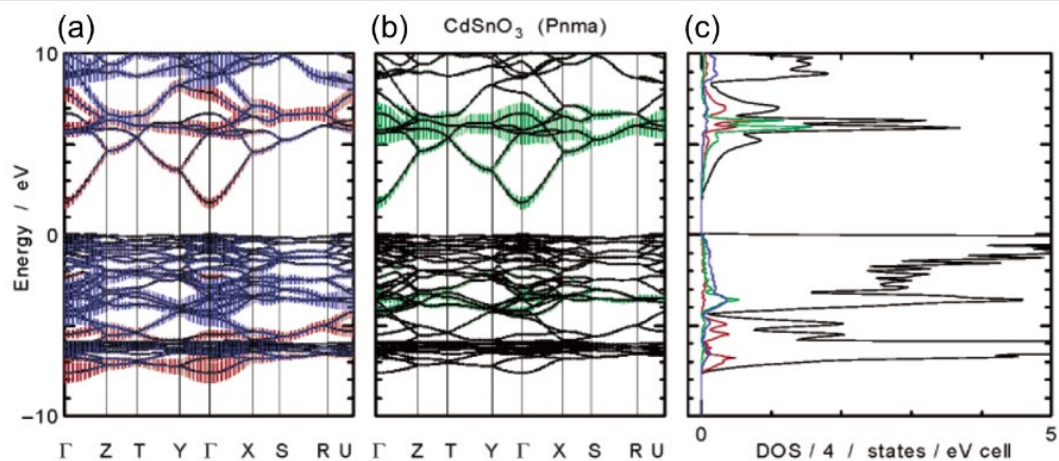 (a) (b) CdSnO₃ (Pnma) (c)
10
0
−10
Energy / eV
Γ Z T Y Γ X S R U Γ Z T Y Γ X S R U 0 5
DOS / 4 / states / eV cell